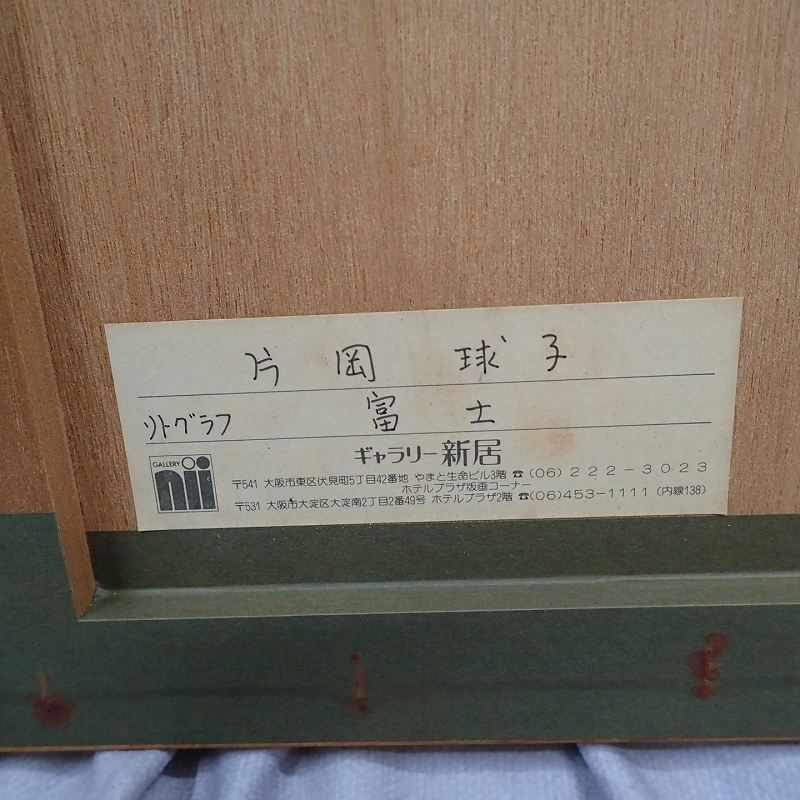 片岡 球子
リトグラフ 富士
ギャラリー新居
GALLERY nii
〒541 大阪市東区伏見町5丁目42番地 やまと生命ビル3階 ☎(06)222-3023
ホテルプラザ版画コーナー
〒531 大阪市大淀区大淀南2丁目2番49号 ホテルプラザ2階 ☎(06)453-1111(内線138)